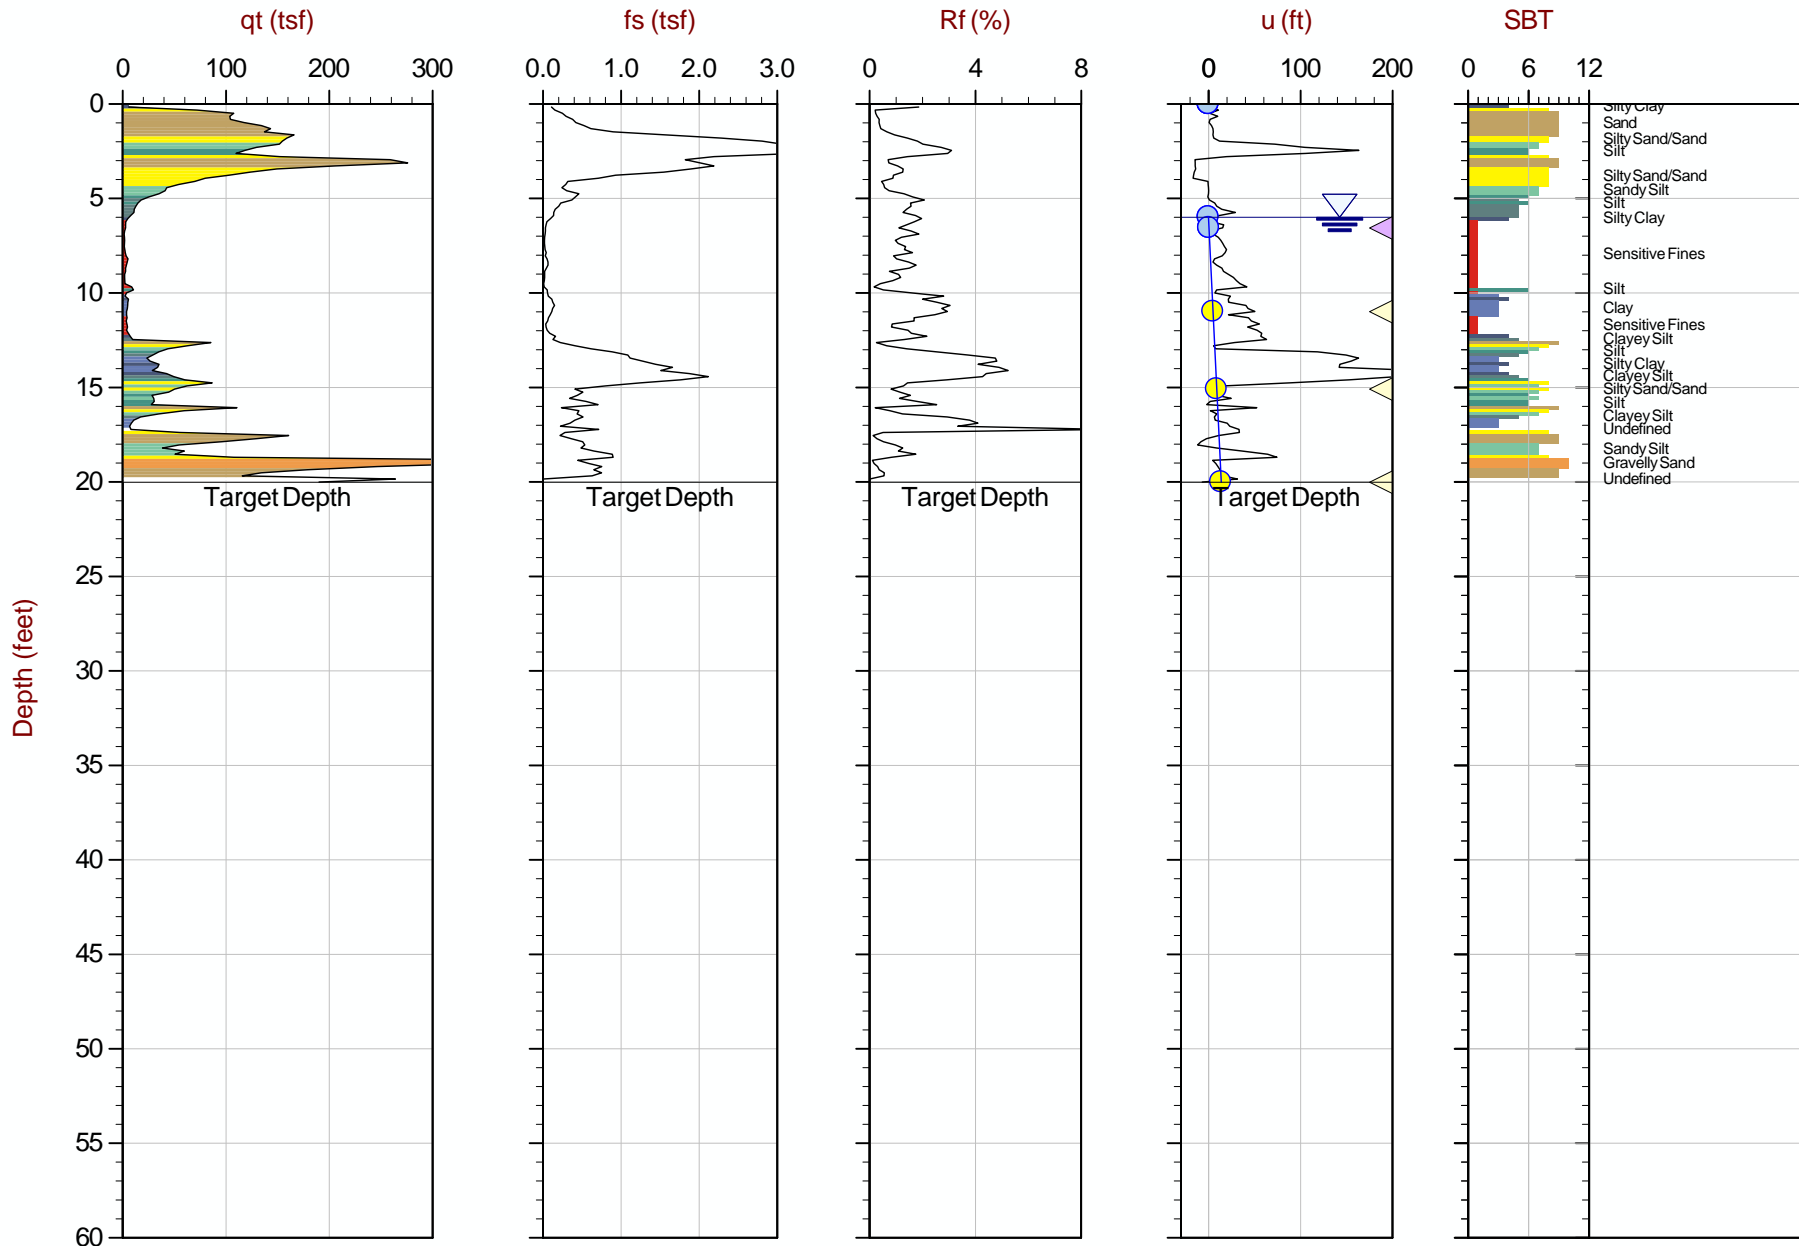 qt (tsf) fs (tsf) Rf (%) u (ft) SBT
0 100 200 300 0.0 1.0 2.0 3.0 0 4 8 0 100 200 0 6 12
0
5
10
15
20
25
30
35
40
45
50
55
60
Depth (feet)
Silty Clay
Sand
Silty Sand/Sand
Silt
Silty Sand/Sand
Sandy Silt
Silt
Silty Clay
Sensitive Fines
Silt
Clay
Sensitive Fines
Clayey Silt
Silt
Silty Clay
Clayey Silt
Silty Sand/Sand
Silt
Clayey Silt
Undefined
Sandy Silt
Gravelly Sand
Undefined
Target Depth Target Depth Target Depth Target Depth